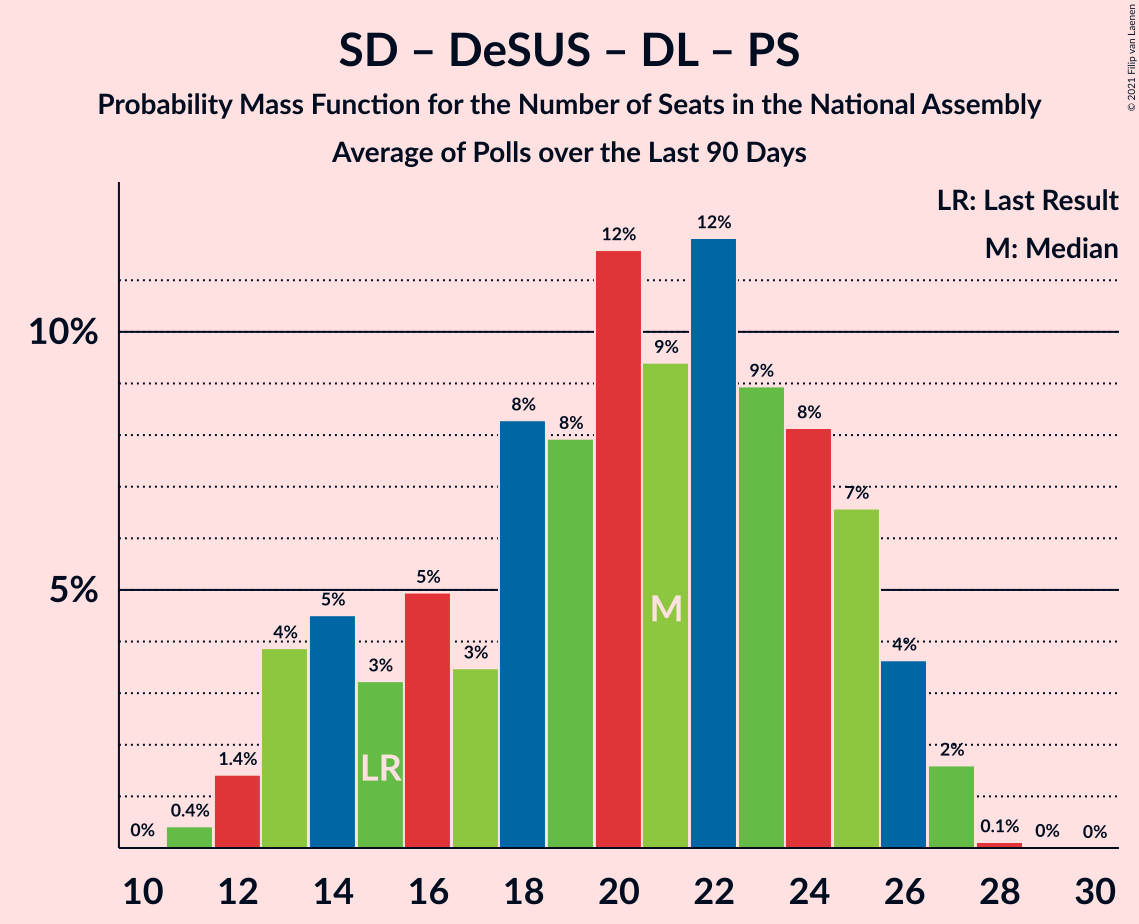 SD – DeSUS – DL – PS
Probability Mass Function for the Number of Seats in the National Assembly
Average of Polls over the Last 90 Days
© 2021 Filip van Laenen
LR: Last Result
M: Median
10%
5%
0%
0.4%
1.4%
4%
5%
3%
5%
3%
8%
8%
12%
9%
12%
9%
8%
7%
4%
2%
0.1%
0%
0%
LR
M
10 12 14 16 18 20 22 24 26 28 30